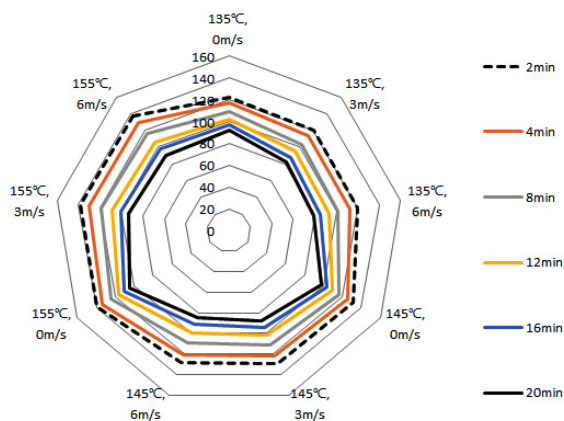 135℃,
0m/s
135℃,
3m/s
135℃,
6m/s
145℃,
0m/s
145℃,
3m/s
145℃,
6m/s
155℃,
0m/s
155℃,
3m/s
155℃,
6m/s
160
140
120
100
80
60
40
20
0
2min
4min
8min
12min
16min
20min